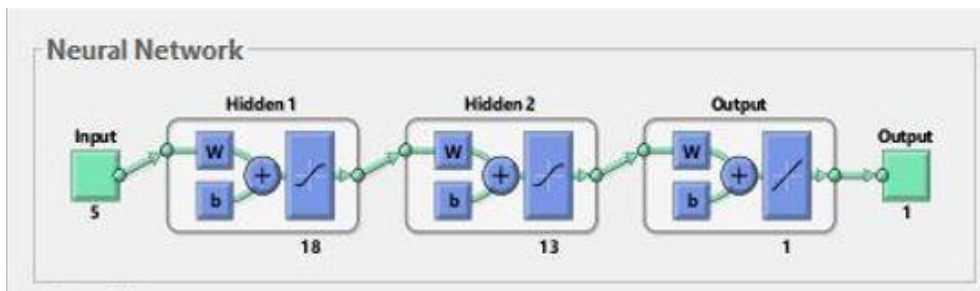 Neural Network
Hidden 1 Hidden 2 Output
Input Output
W W W
b b b
+ + +
5 1
18 13 1